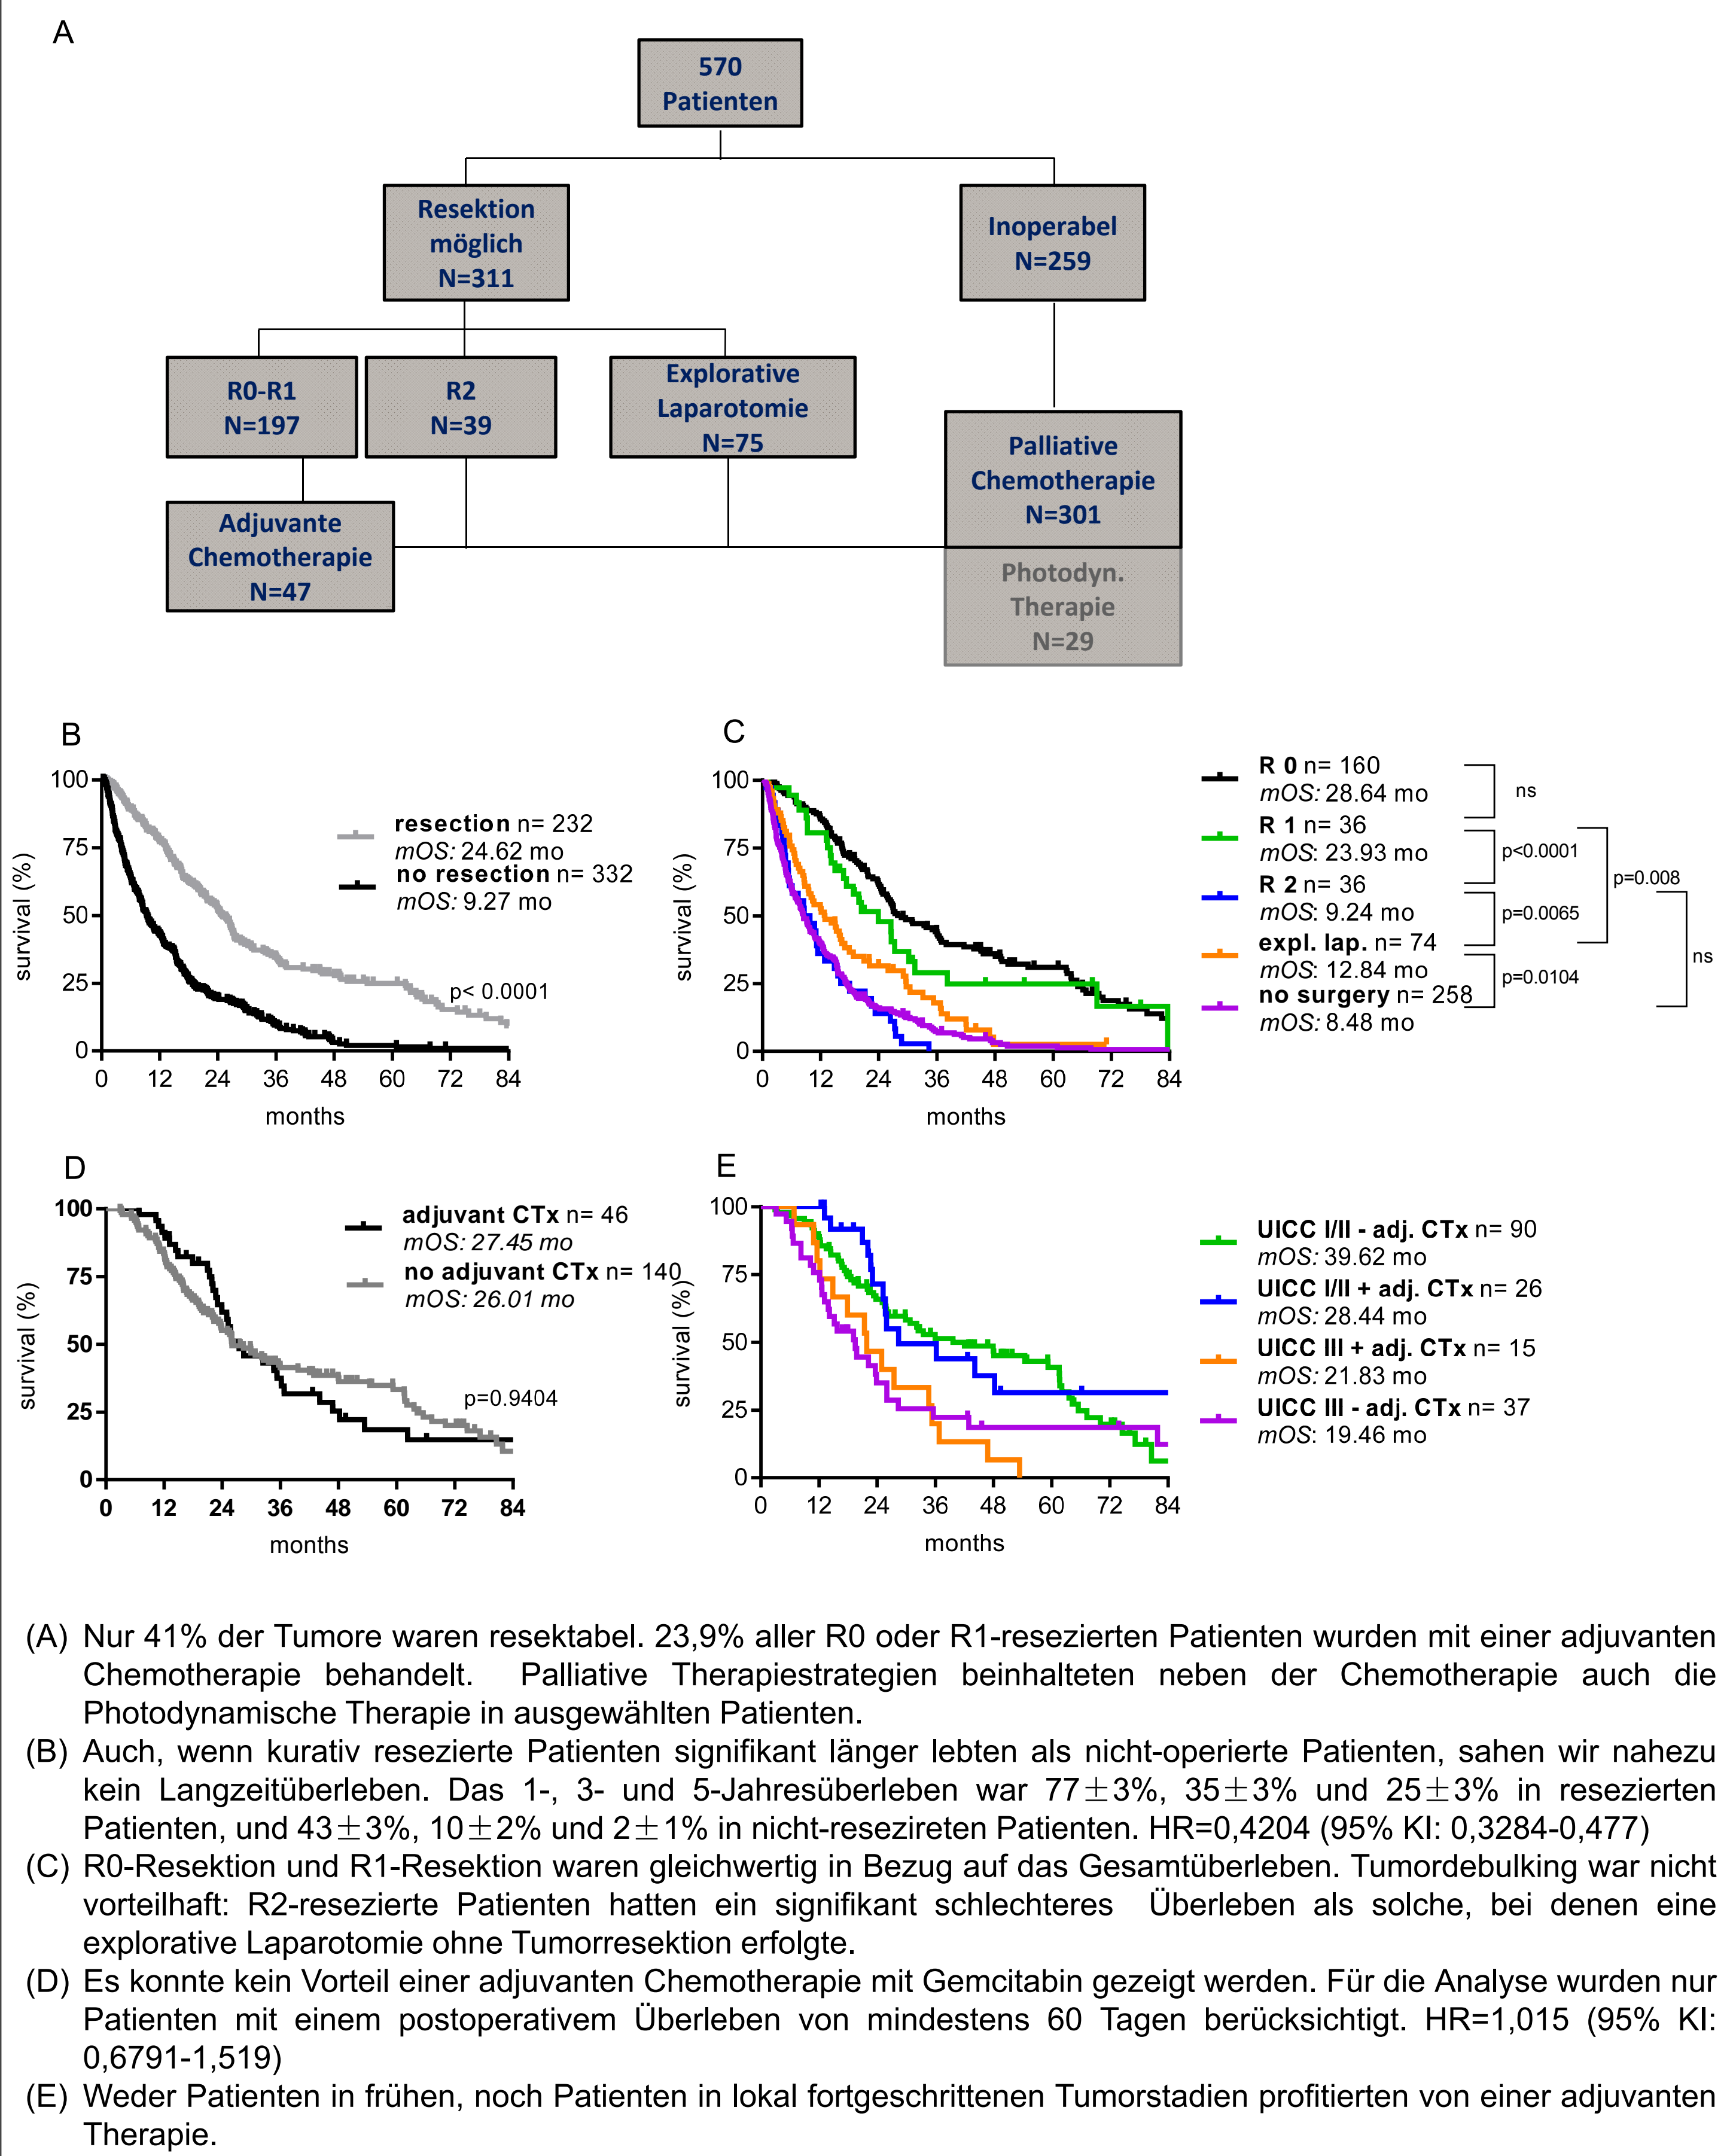 A
570
Patienten
Resektion
möglich
N=311
Inoperabel
N=259
R0-R1
N=197
R2
N=39
Explorative
Laparotomie
N=75
Palliative
Chemotherapie
N=301
Adjuvante
Chemotherapie
N=47
Photodyn.
Therapie
N=29
B
survival (%)
100
75
50
25
0
0 12 24 36 48 60 72 84
months
resection n= 232
mOS: 24.62 mo
no resection n= 332
mOS: 9.27 mo
p< 0.0001
C
survival (%)
100
75
50
25
0
0 12 24 36 48 60 72 84
months
R 0 n= 160
mOS: 28.64 mo
R 1 n= 36
mOS: 23.93 mo
R 2 n= 36
mOS: 9.24 mo
expl. lap. n= 74
mOS: 12.84 mo
no surgery n= 258
mOS: 8.48 mo
ns
p<0.0001
p=0.008
p=0.0065
ns
p=0.0104
D
survival (%)
100
75
50
25
0
0 12 24 36 48 60 72 84
months
adjuvant CTx n= 46
mOS: 27.45 mo
no adjuvant CTx n= 140
mOS: 26.01 mo
p=0.9404
E
survival (%)
100
75
50
25
0
0 12 24 36 48 60 72 84
months
UICC I/II - adj. CTx n= 90
mOS: 39.62 mo
UICC I/II + adj. CTx n= 26
mOS: 28.44 mo
UICC III + adj. CTx n= 15
mOS: 21.83 mo
UICC III - adj. CTx n= 37
mOS: 19.46 mo
(A) Nur 41% der Tumore waren resektabel. 23,9% aller R0 oder R1-resezierten Patienten wurden mit einer adjuvanten
Chemotherapie behandelt. Palliative Therapiestrategien beinhalteten neben der Chemotherapie auch die
Photodynamische Therapie in ausgewählten Patienten.
(B) Auch, wenn kurativ resezierte Patienten signifikant länger lebten als nicht-operierte Patienten, sahen wir nahezu
kein Langzeitüberleben. Das 1-, 3- und 5-Jahresüberleben war 77±3%, 35±3% und 25±3% in resezierten
Patienten, und 43±3%, 10±2% und 2±1% in nicht-resezireten Patienten. HR=0,4204 (95% KI: 0,3284-0,477)
(C) R0-Resektion und R1-Resektion waren gleichwertig in Bezug auf das Gesamtüberleben. Tumordebulking war nicht
vorteilhaft: R2-resezierte Patienten hatten ein signifikant schlechteres Überleben als solche, bei denen eine
explorative Laparotomie ohne Tumorresektion erfolgte.
(D) Es konnte kein Vorteil einer adjuvanten Chemotherapie mit Gemcitabin gezeigt werden. Für die Analyse wurden nur
Patienten mit einem postoperativem Überleben von mindestens 60 Tagen berücksichtigt. HR=1,015 (95% KI:
0,6791-1,519)
(E) Weder Patienten in frühen, noch Patienten in lokal fortgeschrittenen Tumorstadien profitierten von einer adjuvanten
Therapie.